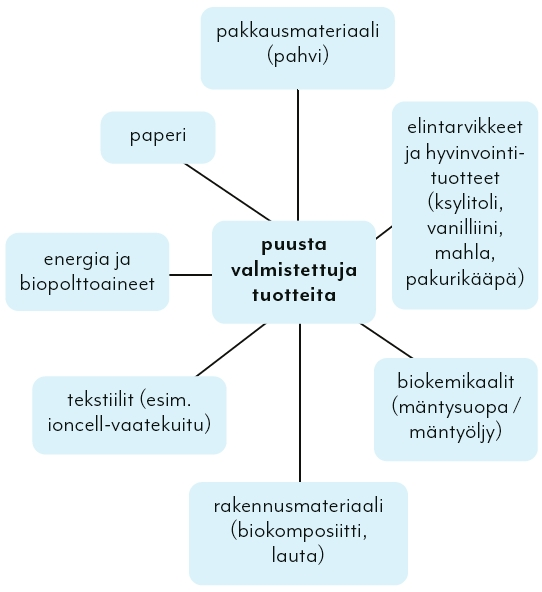 pakkausmateriaali
(pahvi)
paperi
elintarvikkeet
ja hyvinvointi-
tuotteet
(ksylitoli,
vanilliini,
mahla,
pakurikääpä)
puusta
valmistettuja
tuotteita
energia ja
biopolttoaineet
biokemikaalit
(mäntysuopa /
mäntyöljy)
tekstiilit (esim.
ioncell-vaatekuitu)
rakennusmateriaali
(biokomposiitti,
lauta)